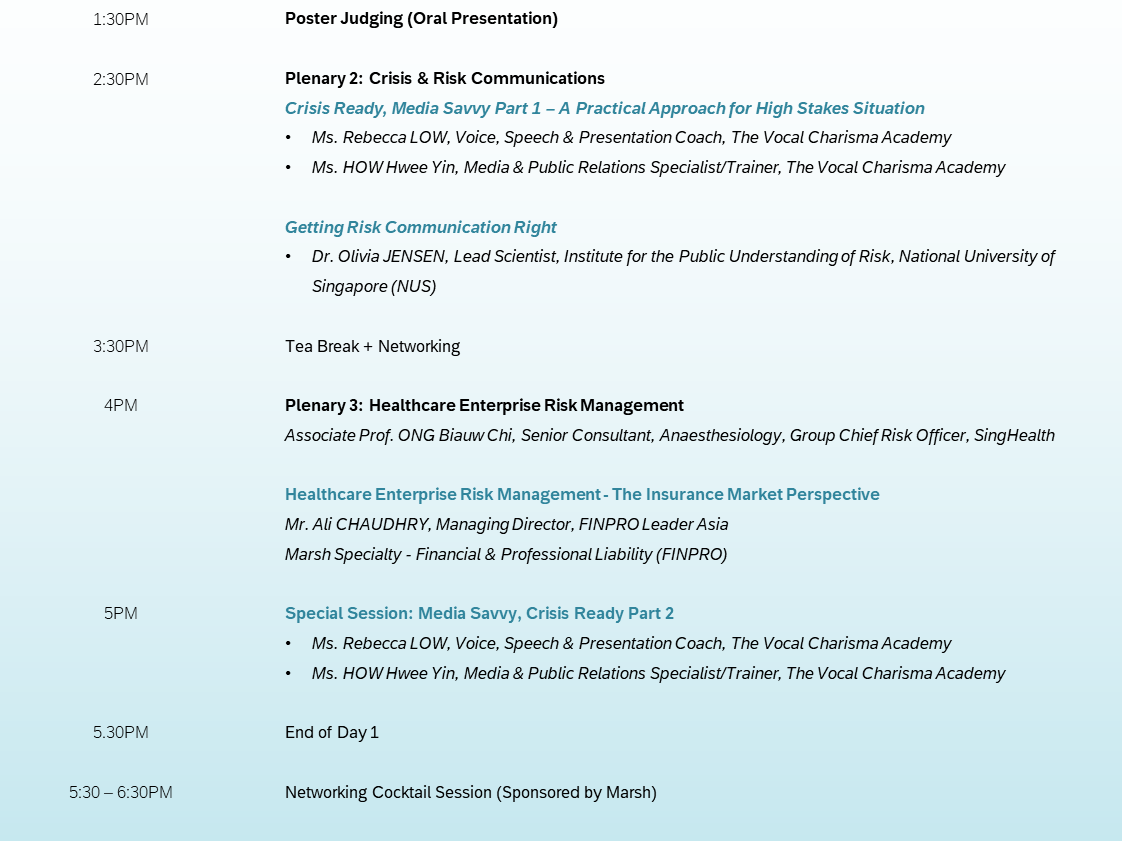 1:30PM Poster Judging (Oral Presentation)
2:30PM Plenary 2: Crisis & Risk Communications
Crisis Ready, Media Savvy Part 1 – A Practical Approach for High Stakes Situation
• Ms. Rebecca LOW, Voice, Speech & Presentation Coach, The Vocal Charisma Academy
• Ms. HOW Hwee Yin, Media & Public Relations Specialist/Trainer, The Vocal Charisma Academy
Getting Risk Communication Right
• Dr. Olivia JENSEN, Lead Scientist, Institute for the Public Understanding of Risk, National University of
Singapore (NUS)
3:30PM Tea Break + Networking
4PM Plenary 3: Healthcare Enterprise Risk Management
Associate Prof. ONG Biauw Chi, Senior Consultant, Anaesthesiology, Group Chief Risk Officer, SingHealth
Healthcare Enterprise Risk Management - The Insurance Market Perspective
Mr. Ali CHAUDHRY, Managing Director, FINPRO Leader Asia
Marsh Specialty - Financial & Professional Liability (FINPRO)
5PM Special Session: Media Savvy, Crisis Ready Part 2
• Ms. Rebecca LOW, Voice, Speech & Presentation Coach, The Vocal Charisma Academy
• Ms. HOW Hwee Yin, Media & Public Relations Specialist/Trainer, The Vocal Charisma Academy
5.30PM End of Day 1
5:30 – 6:30PM Networking Cocktail Session (Sponsored by Marsh)